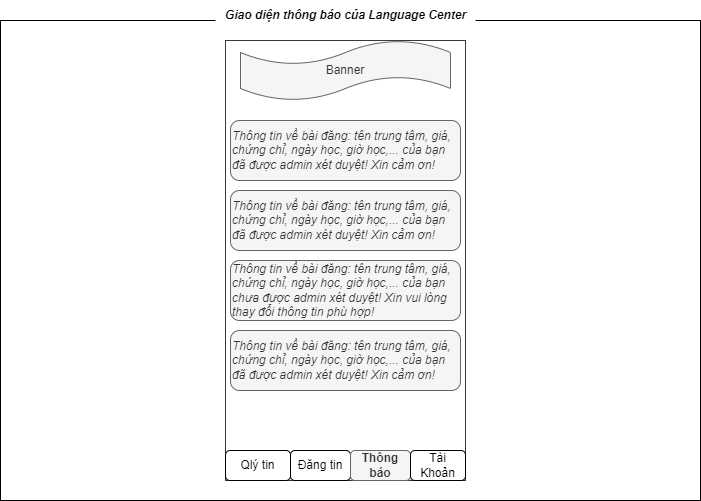 Giao diện thông báo của Language Center
Banner
Thông tin về bài đăng: tên trung tâm, giá,
chứng chỉ, ngày học, giờ học,... của bạn
đã được admin xét duyệt! Xin cảm ơn!
Thông tin về bài đăng: tên trung tâm, giá,
chứng chỉ, ngày học, giờ học,... của bạn
đã được admin xét duyệt! Xin cảm ơn!
Thông tin về bài đăng: tên trung tâm, giá,
chứng chỉ, ngày học, giờ học,... của bạn
chưa được admin xét duyệt! Xin vui lòng
thay đổi thông tin phù hợp!
Thông tin về bài đăng: tên trung tâm, giá,
chứng chỉ, ngày học, giờ học,... của bạn
đã được admin xét duyệt! Xin cảm ơn!
Qlý tin
Đăng tin
Thông
báo
Tài
Khoản